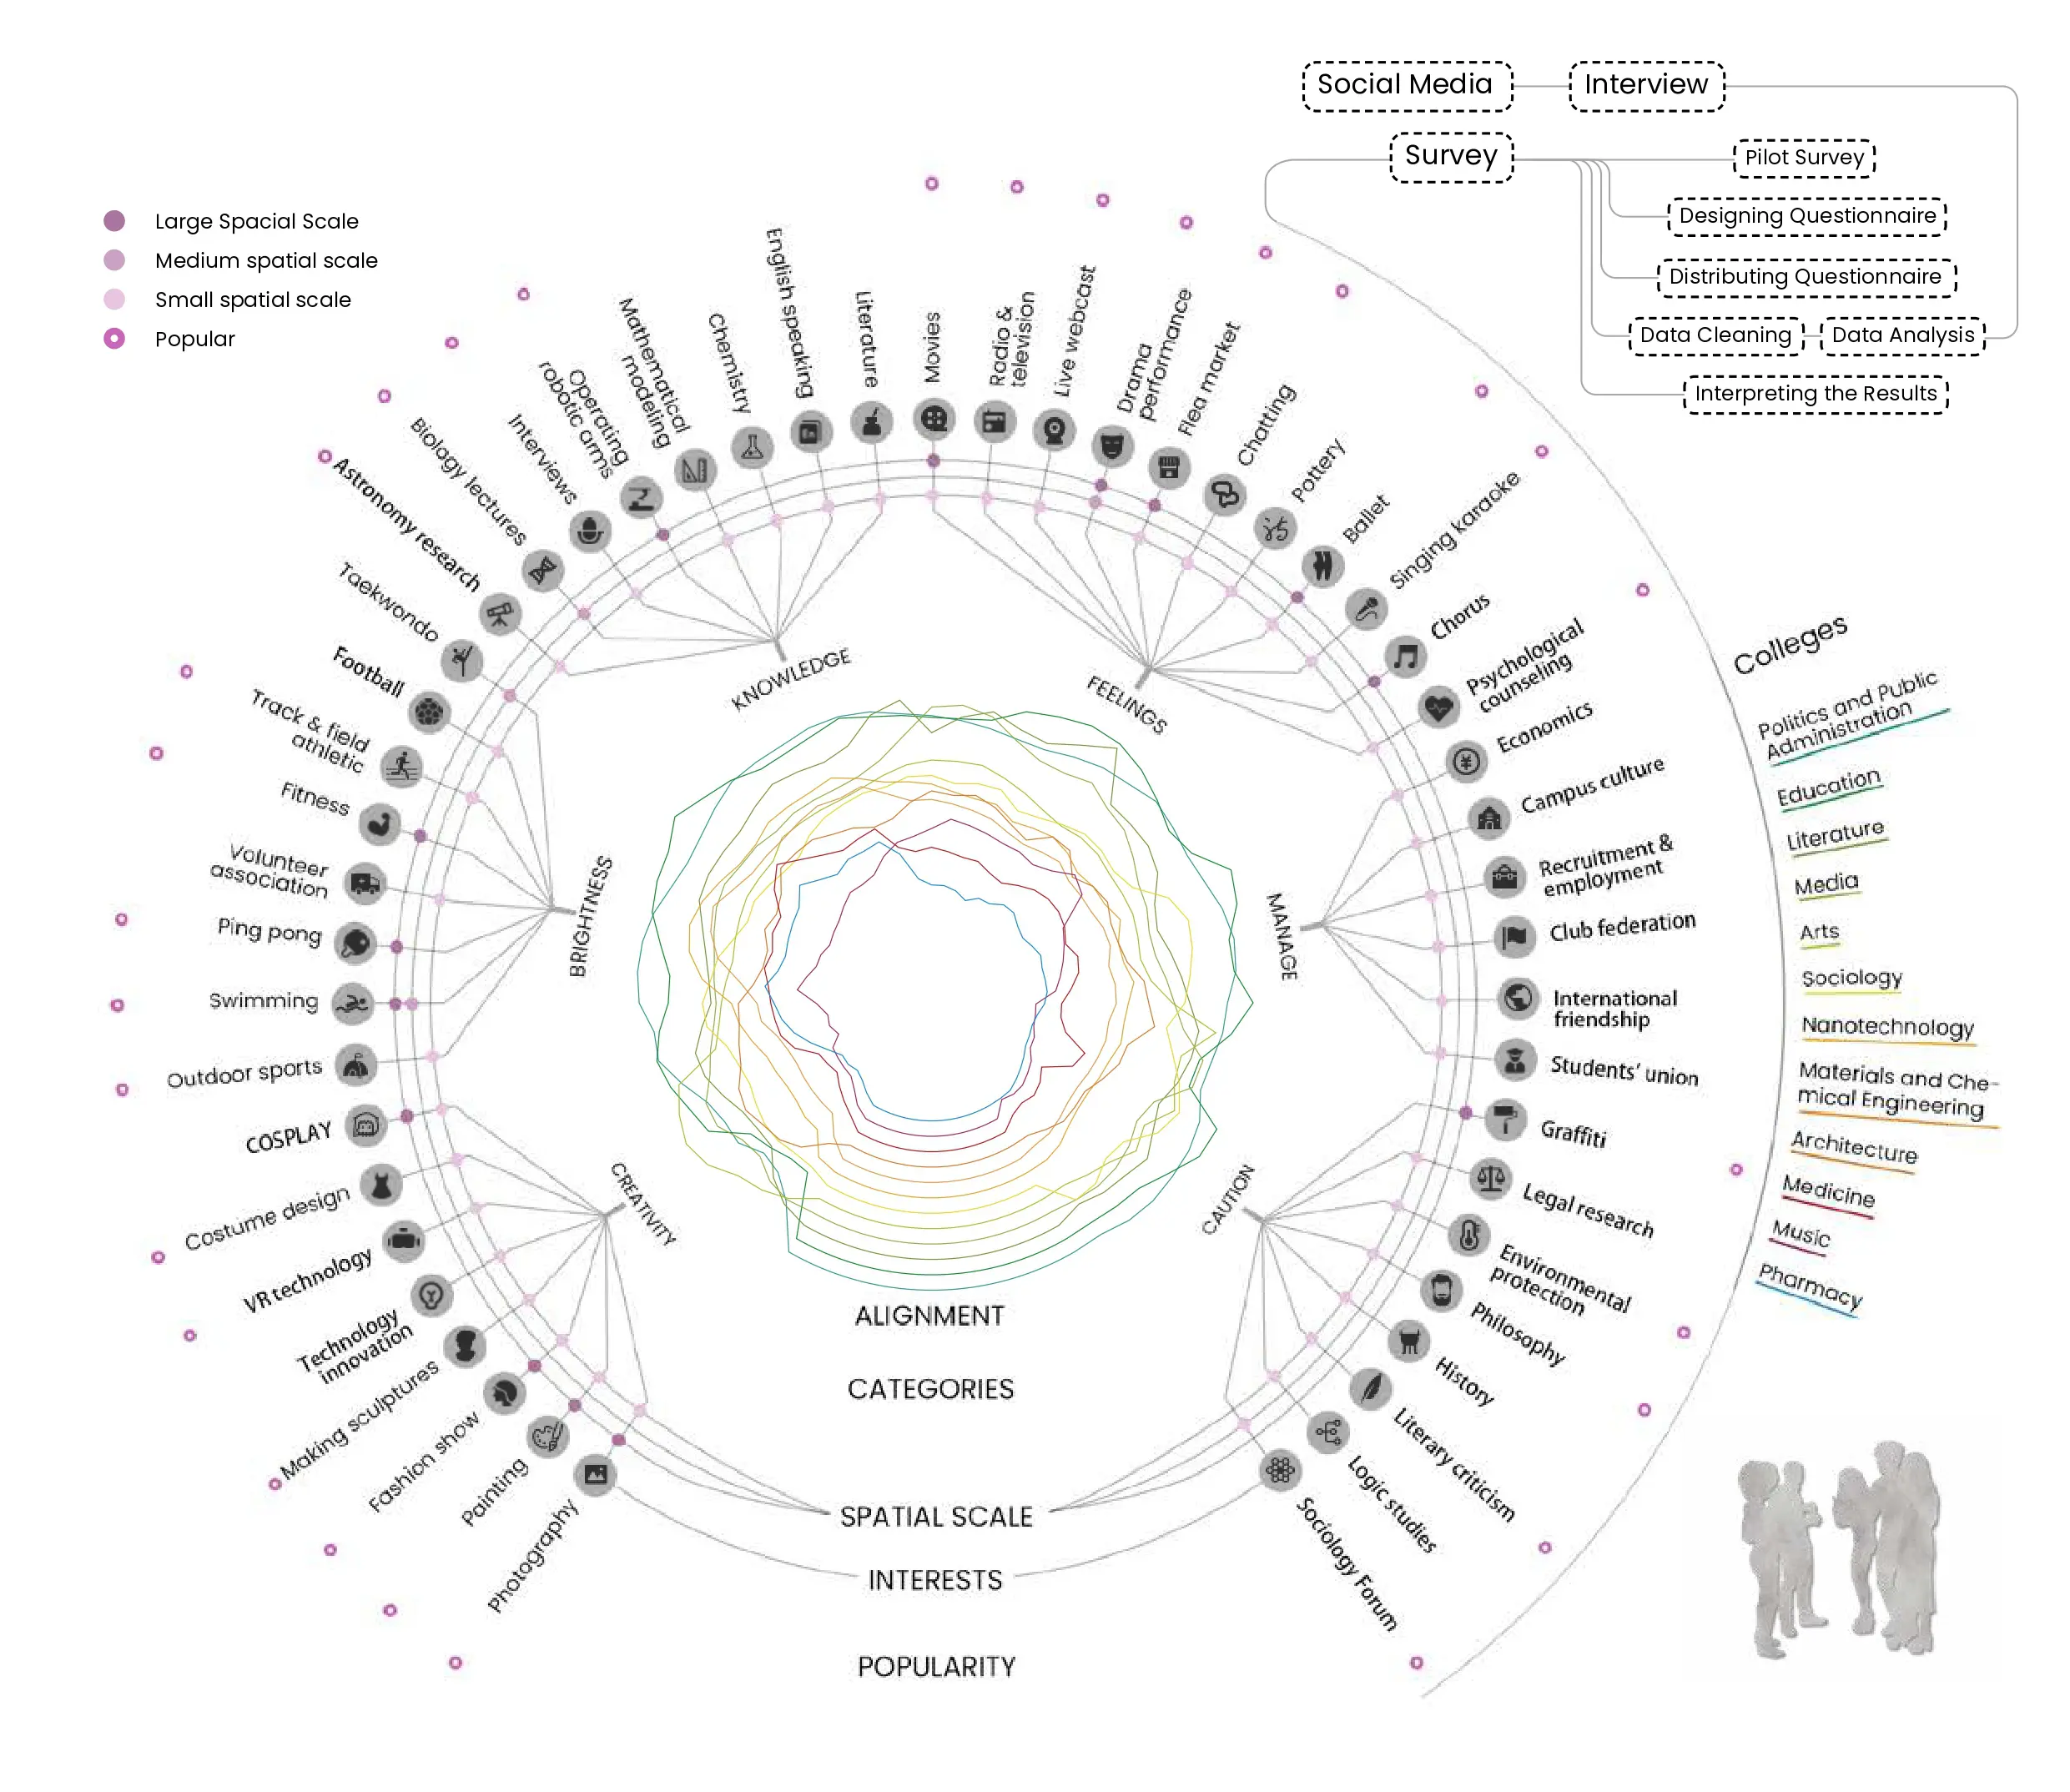 Social Media
Interview
Survey
Pilot Survey
Designing Questionnaire
Distributing Questionnaire
Data Cleaning
Data Analysis
Interpreting the Results
Large Spacial Scale
Medium spatial scale
Small spatial scale
Popular
Astronomy research
Biology lectures
Interviews
Operating
robotic arms
Mathematical
modeling
Chemistry
English speaking
Literature
Movies
Radio &
television
Live webcast
Drama
performance
Flea market
Chatting
Pottery
Ballet
Singing karaoke
Chorus
Psychological
counseling
Economics
Campus culture
Recruitment &
employment
Club federation
International
friendship
Students' union
Graffiti
Legal research
Environmental
protection
Philosophy
History
Literary criticism
Logic studies
Sociology Forum
Taekwondo
Football
Track & field
athletic
Fitness
Volunteer
association
Ping pong
Swimming
Outdoor sports
COSPLAY
Costume design
VR technology
Technology
innovation
Making sculptures
Fashion show
Painting
Photography
KNOWLEDGE
FEELINGS
BRIGHTNESS
MANAGE
CREATIVITY
CAUTION
ALIGNMENT
CATEGORIES
SPATIAL SCALE
INTERESTS
POPULARITY
Colleges
Politics and Public
Administration
Education
Literature
Media
Arts
Sociology
Nanotechnology
Materials and Che-
mical Engineering
Architecture
Medicine
Music
Pharmacy